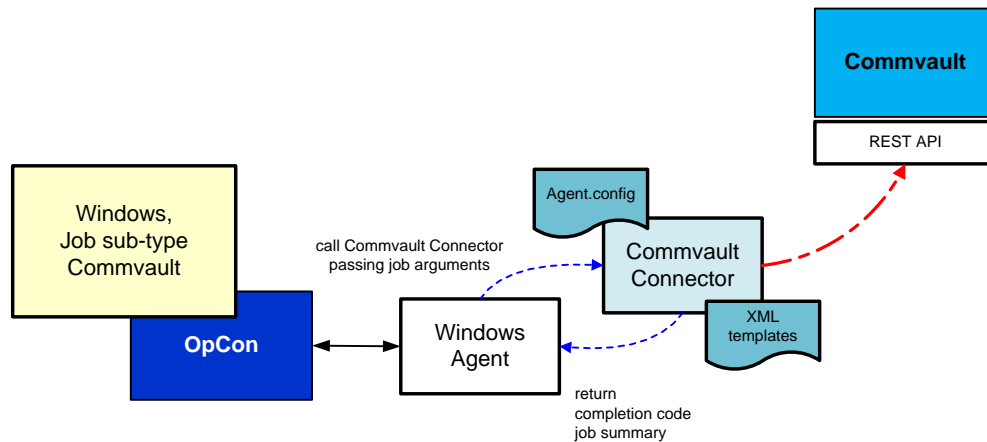 Commvault
REST API
Agent.config
Windows,
Job sub-type
Commvault
call Commvault Connector
passing job arguments
Commvault
Connector
XML
templates
OpCon
Windows
Agent
return
completion code
job summary